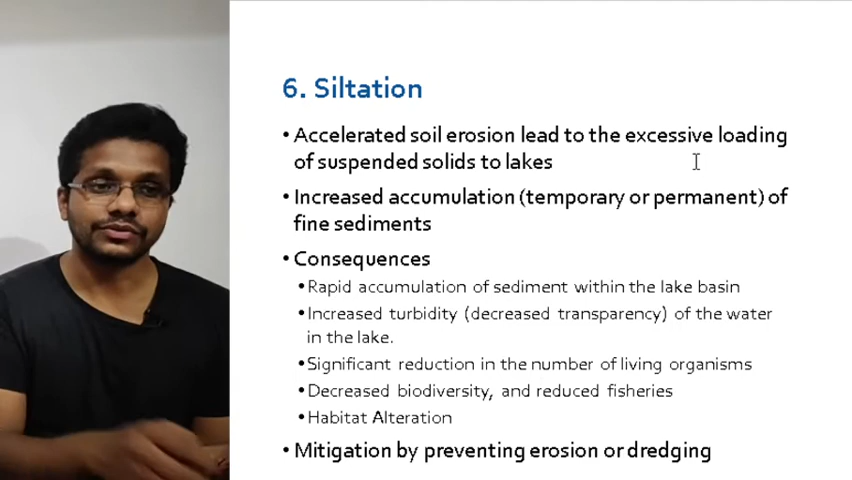 6. Siltation
• Accelerated soil erosion lead to the excessive loading
of suspended solids to lakes
• Increased accumulation (temporary or permanent) of
fine sediments
• Consequences
• Rapid accumulation of sediment within the lake basin
• Increased turbidity (decreased transparency) of the water
in the lake.
• Significant reduction in the number of living organisms
• Decreased biodiversity, and reduced fisheries
• Habitat Alteration
• Mitigation by preventing erosion or dredging